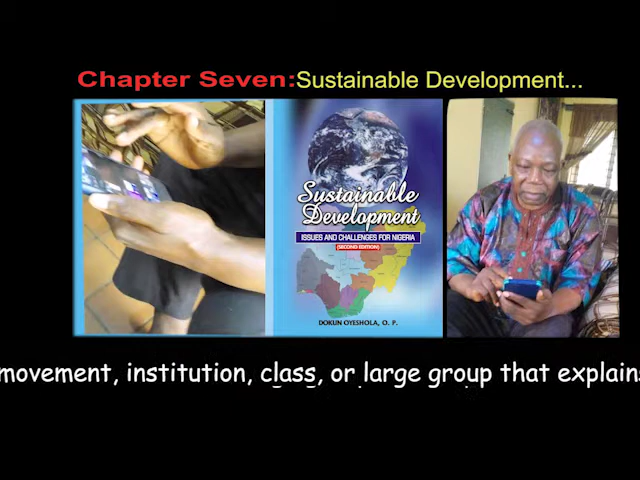 Chapter Seven:Sustainable Development...
Sustainable
Development
ISSUES AND CHALLENGES FOR NIGERIA
(SECOND EDITION)
DOKUN OYESHOLA, O. P.
movement, institution, class, or large group that explains